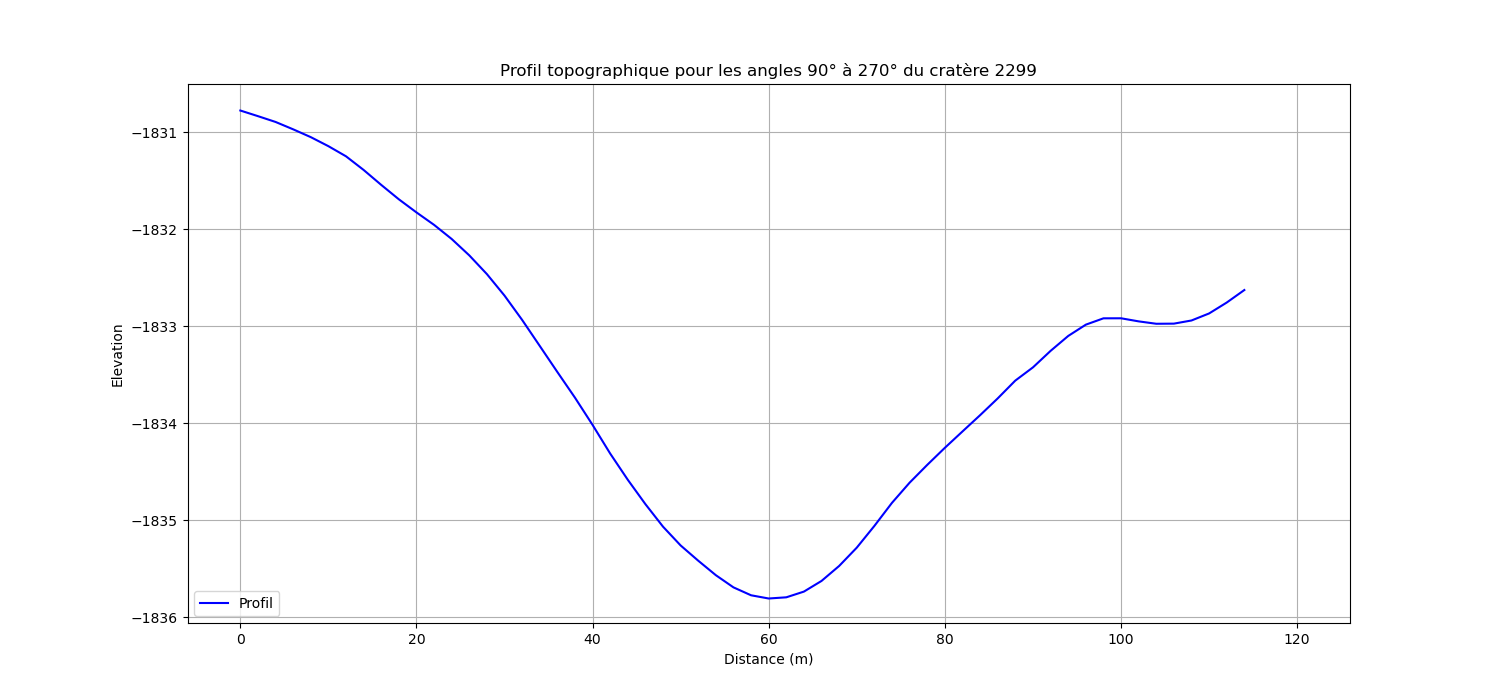 Profil topographique pour les angles 90° à 270° du cratère 2299
Elevation
−1831
−1832
−1833
−1834
−1835
−1836
Profil
0 20 40 60 80 100 120
Distance (m)